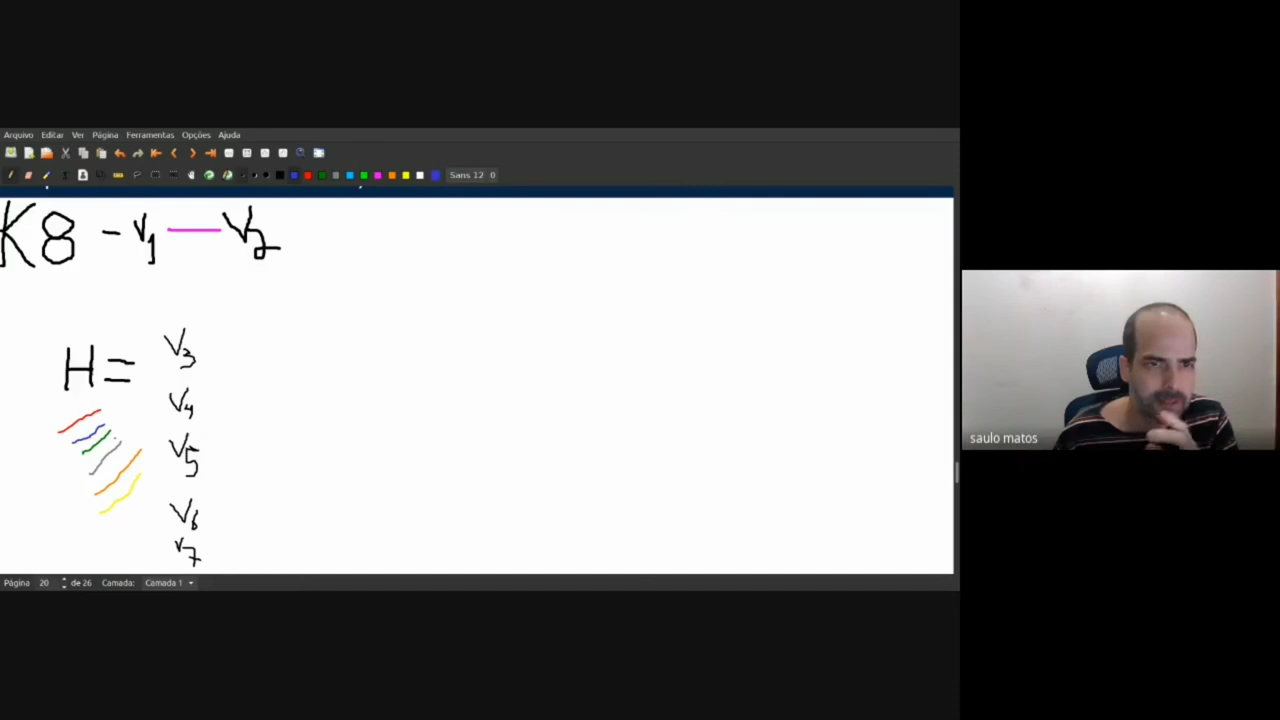 Arquivo Editar Ver Página Ferramentas Opções Ajuda
Sans 12 0
K8 - V1 — V2
H = V3
V4
V5
V6
V7
saulo matos
Página 20 de 26 Camada: Camada 1